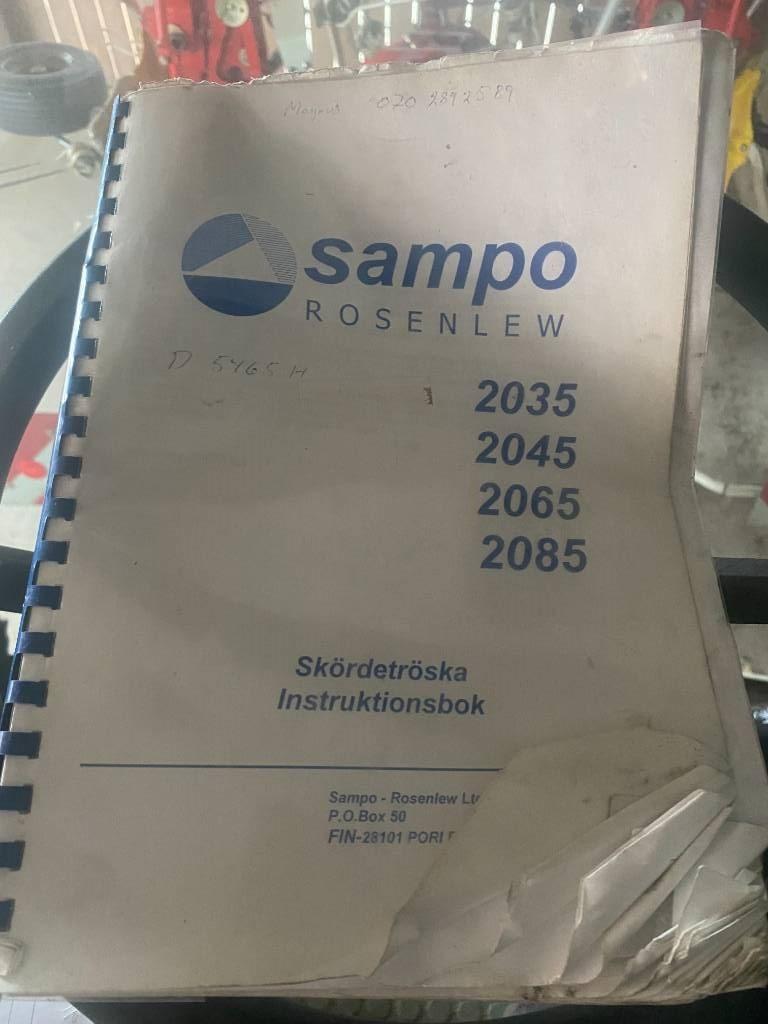 Magnus 070 2892589
sampo
ROSENLEW
D 5465 H
2035
2045
2065
2085
Skördetröska
Instruktionsbok
Sampo - Rosenlew
P.O.Box 50
FIN-28101 PORI